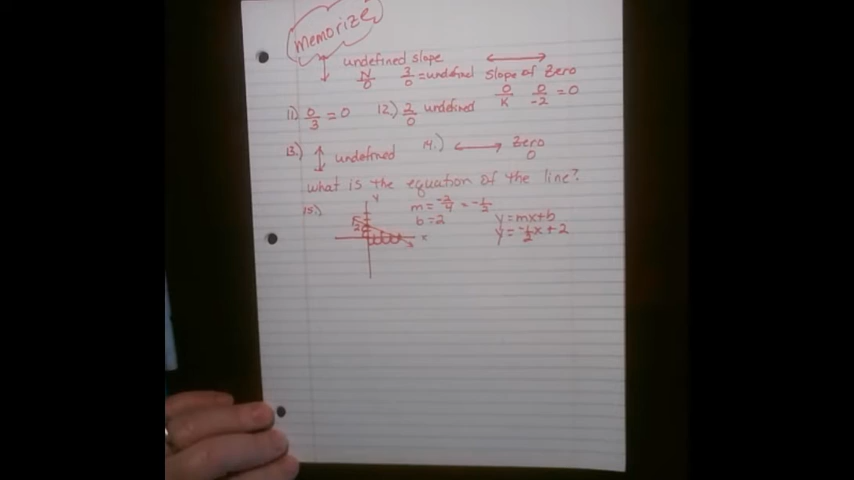 memorize
undefined slope
N/0 3/0 = undefined slope of zero
0/K 0/-2 = 0
11.) 0/3 = 0 12.) 2/0 undefined
13.) undefined 14.) zero
0
what is the equation of the line?
15.) y m = -2/4 = -1/2
b = 2 y = mx + b
2 y = -1/2x + 2